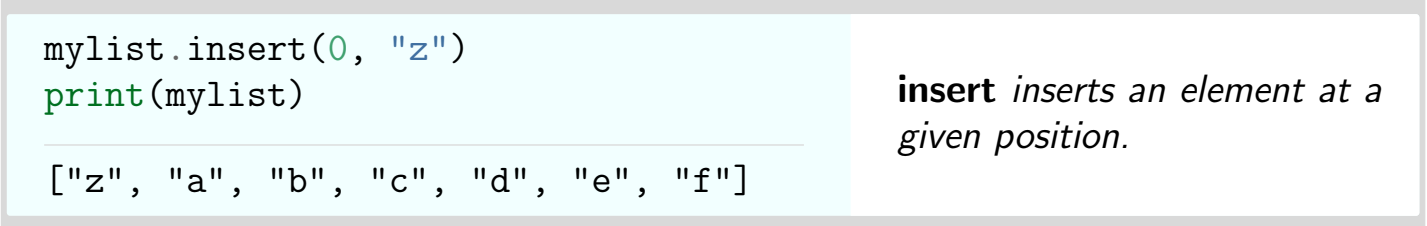 mylist.insert(0, "z")
print(mylist)
["z", "a", "b", "c", "d", "e", "f"]
insert inserts an element at a
given position.